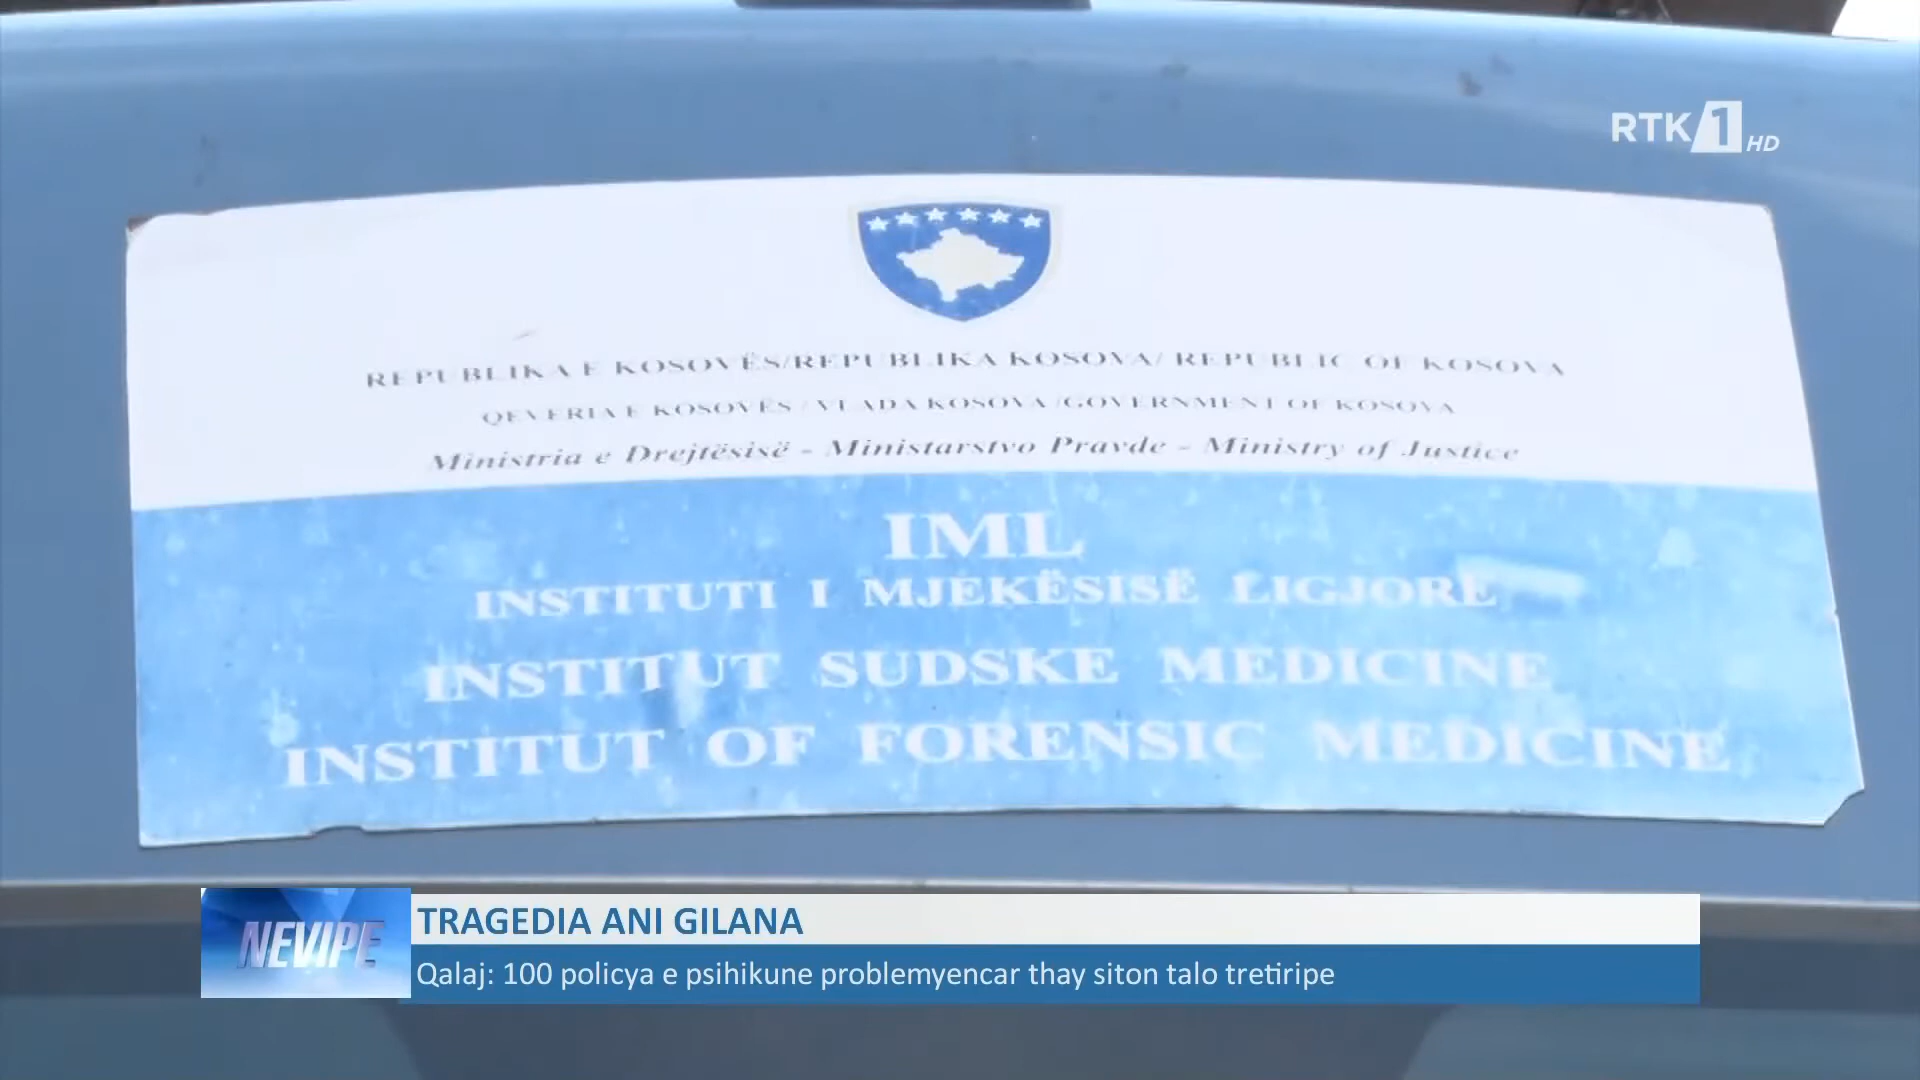 RTK 1 HD
REPUBLIKA E KOSOVËS/REPUBLIKA KOSOVA/ REPUBLIC OF KOSOVA
QEVERIA E KOSOVËS / VLADA KOSOVA /GOVERNMENT OF KOSOVA
Ministria e Drejtësisë - Ministarstvo Pravde - Ministry of Justice
IML
INSTITUTI I MJEKËSISË LIGJORE
INSTITUT SUDSKE MEDICINE
INSTITUT OF FORENSIC MEDICINE
NEVIPE
TRAGEDIA ANI GILANA
Qalaj: 100 policya e psihikune problemyencar thay siton talo tretiripe